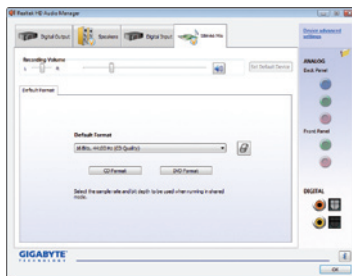 Realtek HD Audio Manager
Digital Output
Speakers
Digital Input
Stereo Mix
Device advanced
settings
Recording Volume
L
R
Set Default Device
ANALOG
Back Panel
Default Format
Default Format
16 Bits, 44100 Hz (CD Quality)
CD Format
DVD Format
Select the sample rate and bit depth to be used when running in shared
mode.
Front Panel
DIGITAL
GIGABYTE
TECHNOLOGY
OK